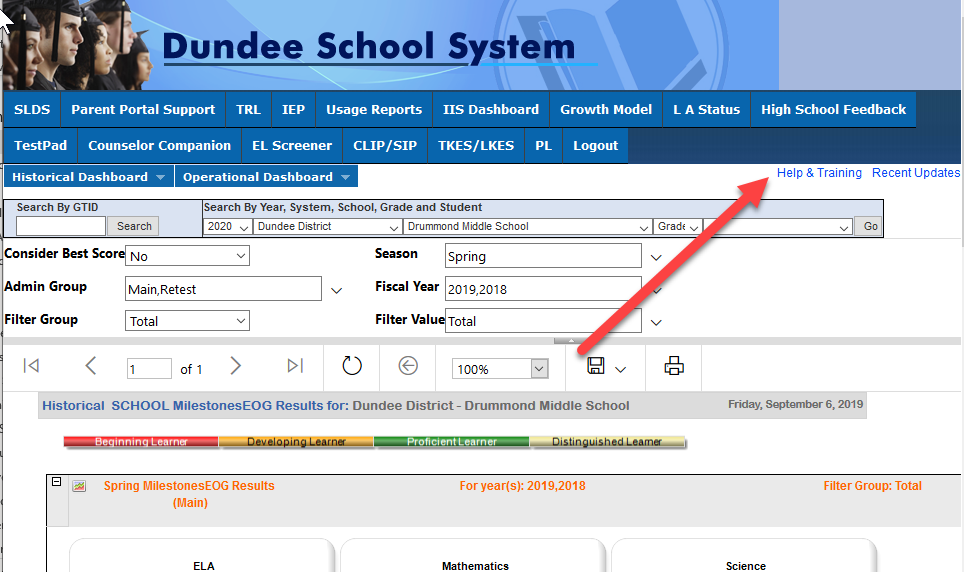 Dundee School System
SLDS Parent Portal Support TRL IEP Usage Reports IIS Dashboard Growth Model L A Status High School Feedback
TestPad Counselor Companion EL Screener CLIP/SIP TKES/LKES PL Logout
Historical Dashboard Operational Dashboard Help & Training Recent Updates
Search By GTID Search By Year, System, School, Grade and Student
Search 2020 Dundee District Drummond Middle School Grade Go
Consider Best Score No Season Spring
Admin Group Main,Retest Fiscal Year 2019,2018
Filter Group Total Filter Value Total
1 of 1 100%
Historical SCHOOL MilestonesEOG Results for: Dundee District - Drummond Middle School Friday, September 6, 2019
Beginning Learner Developing Learner Proficient Learner Distinguished Learner
Spring MilestonesEOG Results For year(s): 2019,2018 Filter Group: Total
(Main)
ELA Mathematics Science